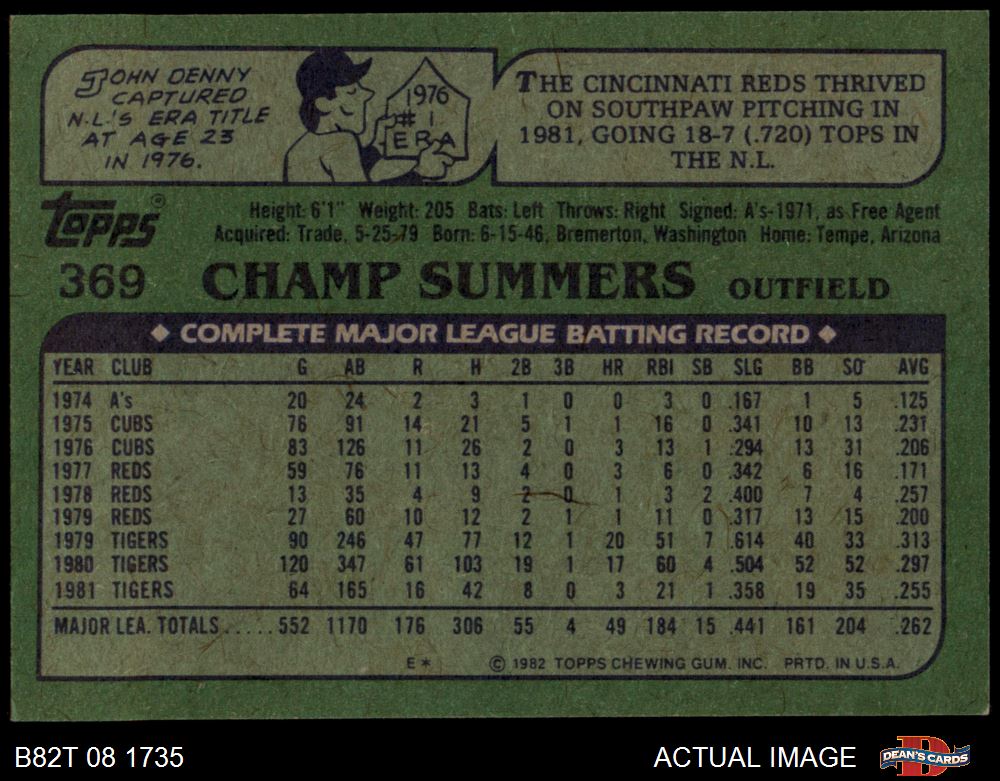 JOHN DENNY
CAPTURED
N.L.'S ERA TITLE
AT AGE 23
IN 1976.
1976
#1
ERA
THE CINCINNATI REDS THRIVED
ON SOUTHPAW PITCHING IN
1981, GOING 18-7 (.720) TOPS IN
THE N.L.
Topps®
Height: 6'1" Weight: 205 Bats: Left Throws: Right Signed: A's-1971, as Free Agent
Acquired: Trade, 5-25-79 Born: 6-15-46, Bremerton, Washington Home: Tempe, Arizona
369 CHAMP SUMMERS OUTFIELD
◆ COMPLETE MAJOR LEAGUE BATTING RECORD ◆
YEAR CLUB G AB R H 2B 3B HR RBI SB SLG BB SO AVG
1974 A's 20 24 2 3 1 0 0 3 0 .167 1 5 .125
1975 CUBS 76 91 14 21 5 1 1 16 0 .341 10 13 .231
1976 CUBS 83 126 11 26 2 0 3 13 1 .294 13 31 .206
1977 REDS 59 76 11 13 4 0 3 6 0 .342 6 16 .171
1978 REDS 13 35 4 9 2 0 1 3 2 .400 7 4 .257
1979 REDS 27 60 10 12 2 1 1 11 0 .317 13 15 .200
1979 TIGERS 90 246 47 77 12 1 20 51 7 .614 40 33 .313
1980 TIGERS 120 347 61 103 19 1 17 60 4 .504 52 52 .297
1981 TIGERS 64 165 16 42 8 0 3 21 1 .358 19 35 .255
MAJOR LEA. TOTALS.....552 1170 176 306 55 4 49 184 15 .441 161 204 .262
E* © 1982 TOPPS CHEWING GUM, INC. PRTD. IN U.S.A.
B82T 08 1735 ACTUAL IMAGE DEAN'S CARDS